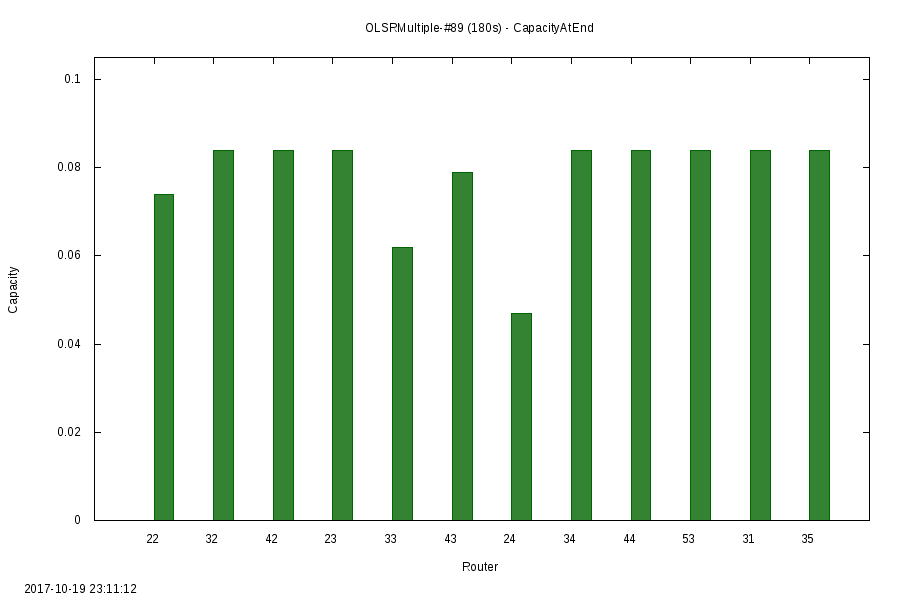 OLSRMultiple-#89 (180s) - CapacityAtEnd
0.1
0.08
0.06
0.04
0.02
0
Capacity
22 32 42 23 33 43 24 34 44 53 31 35
Router
2017-10-19 23:11:12